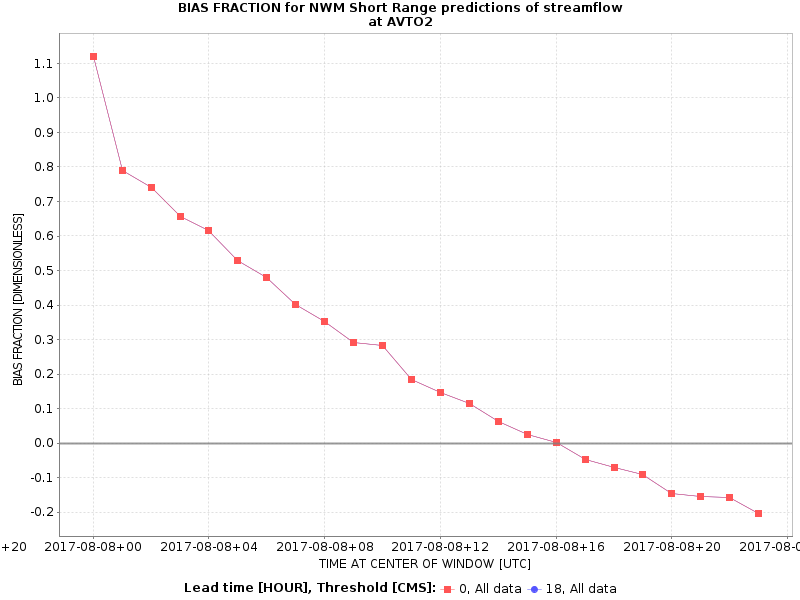 BIAS FRACTION for NWM Short Range predictions of streamflow
at AVTO2
1.1
1.0
0.9
0.8
0.7
0.6
0.5
0.4
0.3
0.2
0.1
0.0
-0.1
-0.2
BIAS FRACTION [DIMENSIONLESS]
+20 2017-08-08+00 2017-08-08+04 2017-08-08+08 2017-08-08+12 2017-08-08+16 2017-08-08+20 2017-08-0
TIME AT CENTER OF WINDOW [UTC]
Lead time [HOUR], Threshold [CMS]: 0, All data 18, All data